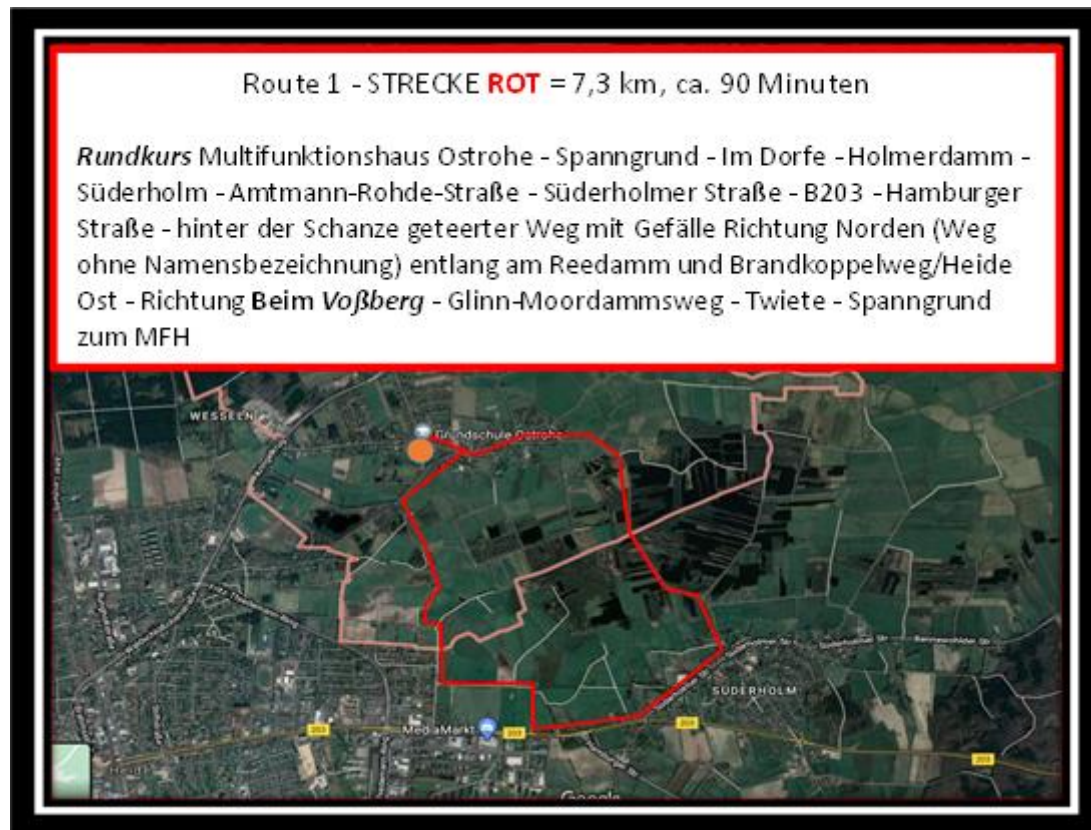 Route 1 - STRECKE ROT = 7,3 km, ca. 90 Minuten
Rundkurs Multifunktionshaus Ostrohe - Spanngrund - Im Dorfe - Holmerdamm -
Süderholm - Amtmann-Rohde-Straße - Süderholmer Straße - B203 - Hamburger
Straße - hinter der Schanze geteerter Weg mit Gefälle Richtung Norden (Weg
ohne Namensbezeichnung) entlang am Reedamm und Brandkoppelweg/Heide
Ost - Richtung Beim Voßberg - Glinn-Moordammsweg - Twiete - Spanngrund
zum MFH
WESSELN
Grundschule Ostrohe
SÜDERHOLM
MediaMarkt
203
203
203
203
Google